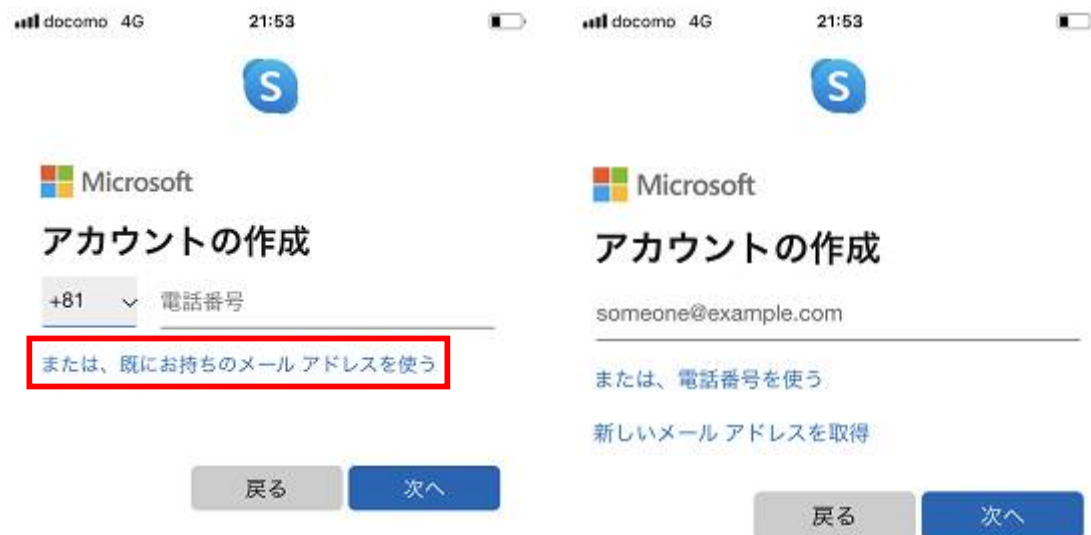 docomo 4G 21:53
S
Microsoft
アカウントの作成
+81 電話番号
または、既にお持ちのメール アドレスを使う
戻る 次へ
docomo 4G 21:53
S
Microsoft
アカウントの作成
someone@example.com
または、電話番号を使う
新しいメール アドレスを取得
戻る 次へ